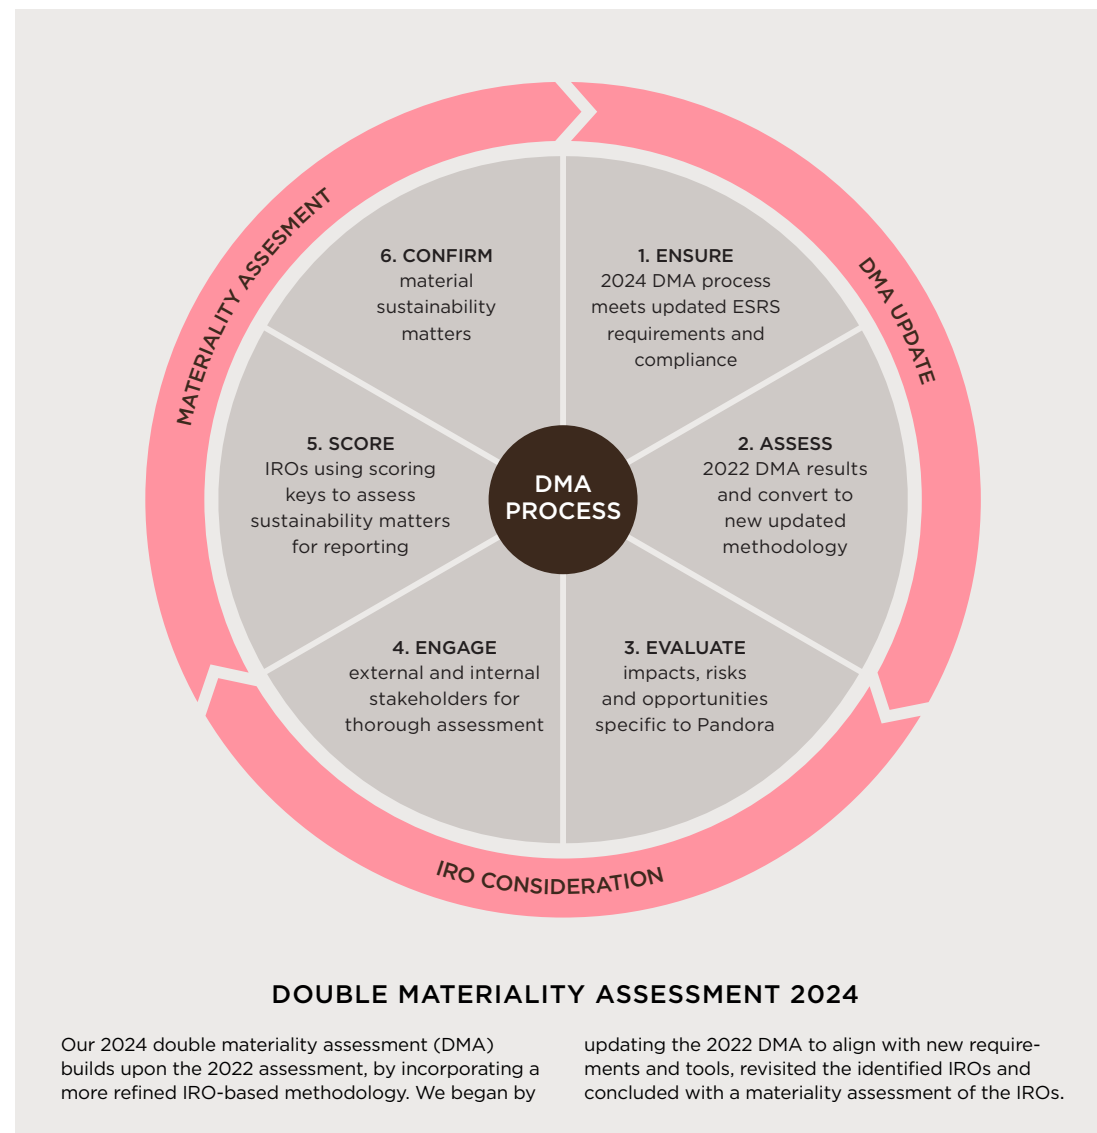 MATERIALITY ASSESMENT
DMA UPDATE
IRO CONSIDERATION
DMA
PROCESS
1. ENSURE
2024 DMA process
meets updated ESRS
requirements and
compliance
2. ASSESS
2022 DMA results
and convert to
new updated
methodology
3. EVALUATE
impacts, risks
and opportunities
specific to Pandora
4. ENGAGE
external and internal
stakeholders for
thorough assessment
5. SCORE
IROs using scoring
keys to assess
sustainability matters
for reporting
6. CONFIRM
material
sustainability
matters
DOUBLE MATERIALITY ASSESSMENT 2024
Our 2024 double materiality assessment (DMA)
builds upon the 2022 assessment, by incorporating a
more refined IRO-based methodology. We began by
updating the 2022 DMA to align with new require-
ments and tools, revisited the identified IROs and
concluded with a materiality assessment of the IROs.